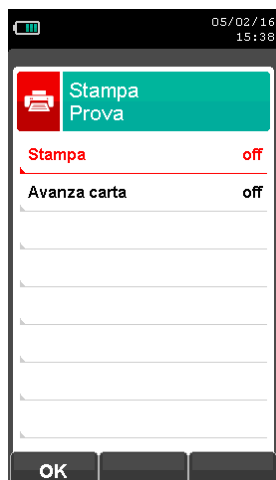 05/02/16
15:38
Stampa
Prova
Stampa off
Avanza carta off
OK